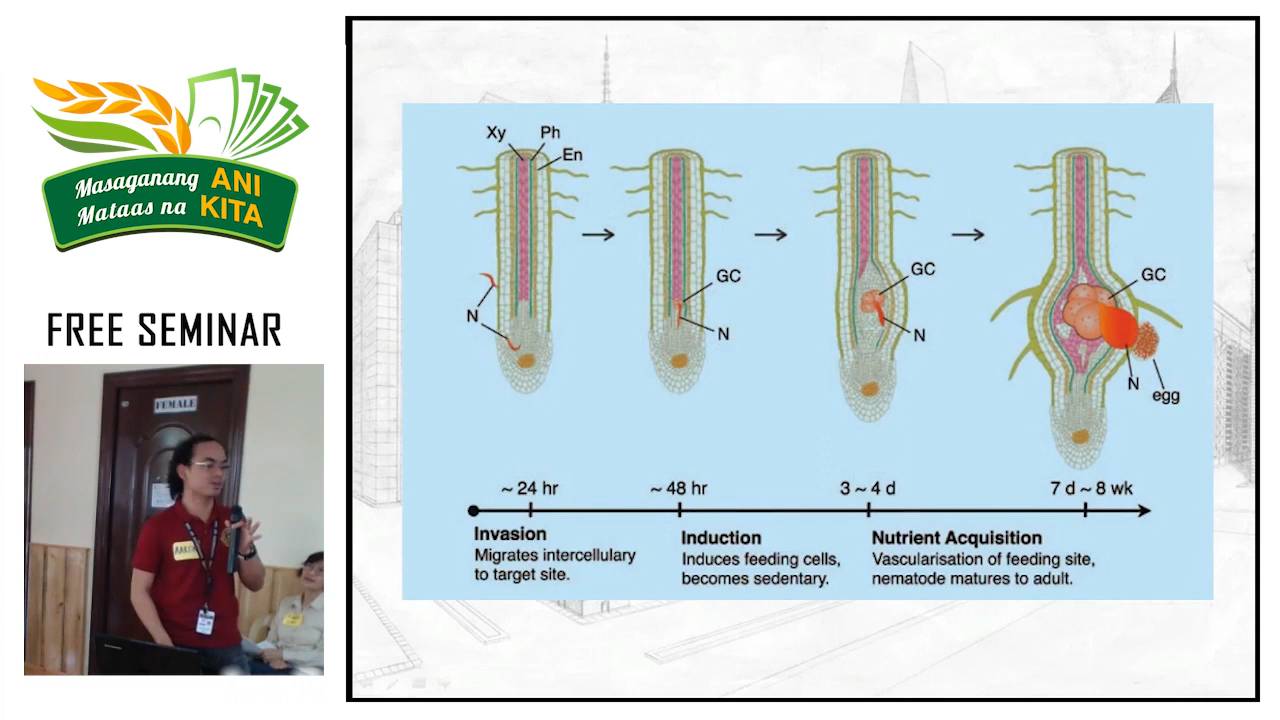 Masaganang ANI
Mataas na KITA
FREE SEMINAR
FEMALE
Xy
Ph
En
N
GC
N
GC
N
GC
N
egg
~ 24 hr
~ 48 hr
3 ~ 4 d
7 d ~ 8 wk
Invasion
Migrates intercellulary
to target site.
Induction
Induces feeding cells,
becomes sedentary.
Nutrient Acquisition
Vascularisation of feeding site,
nematode matures to adult.